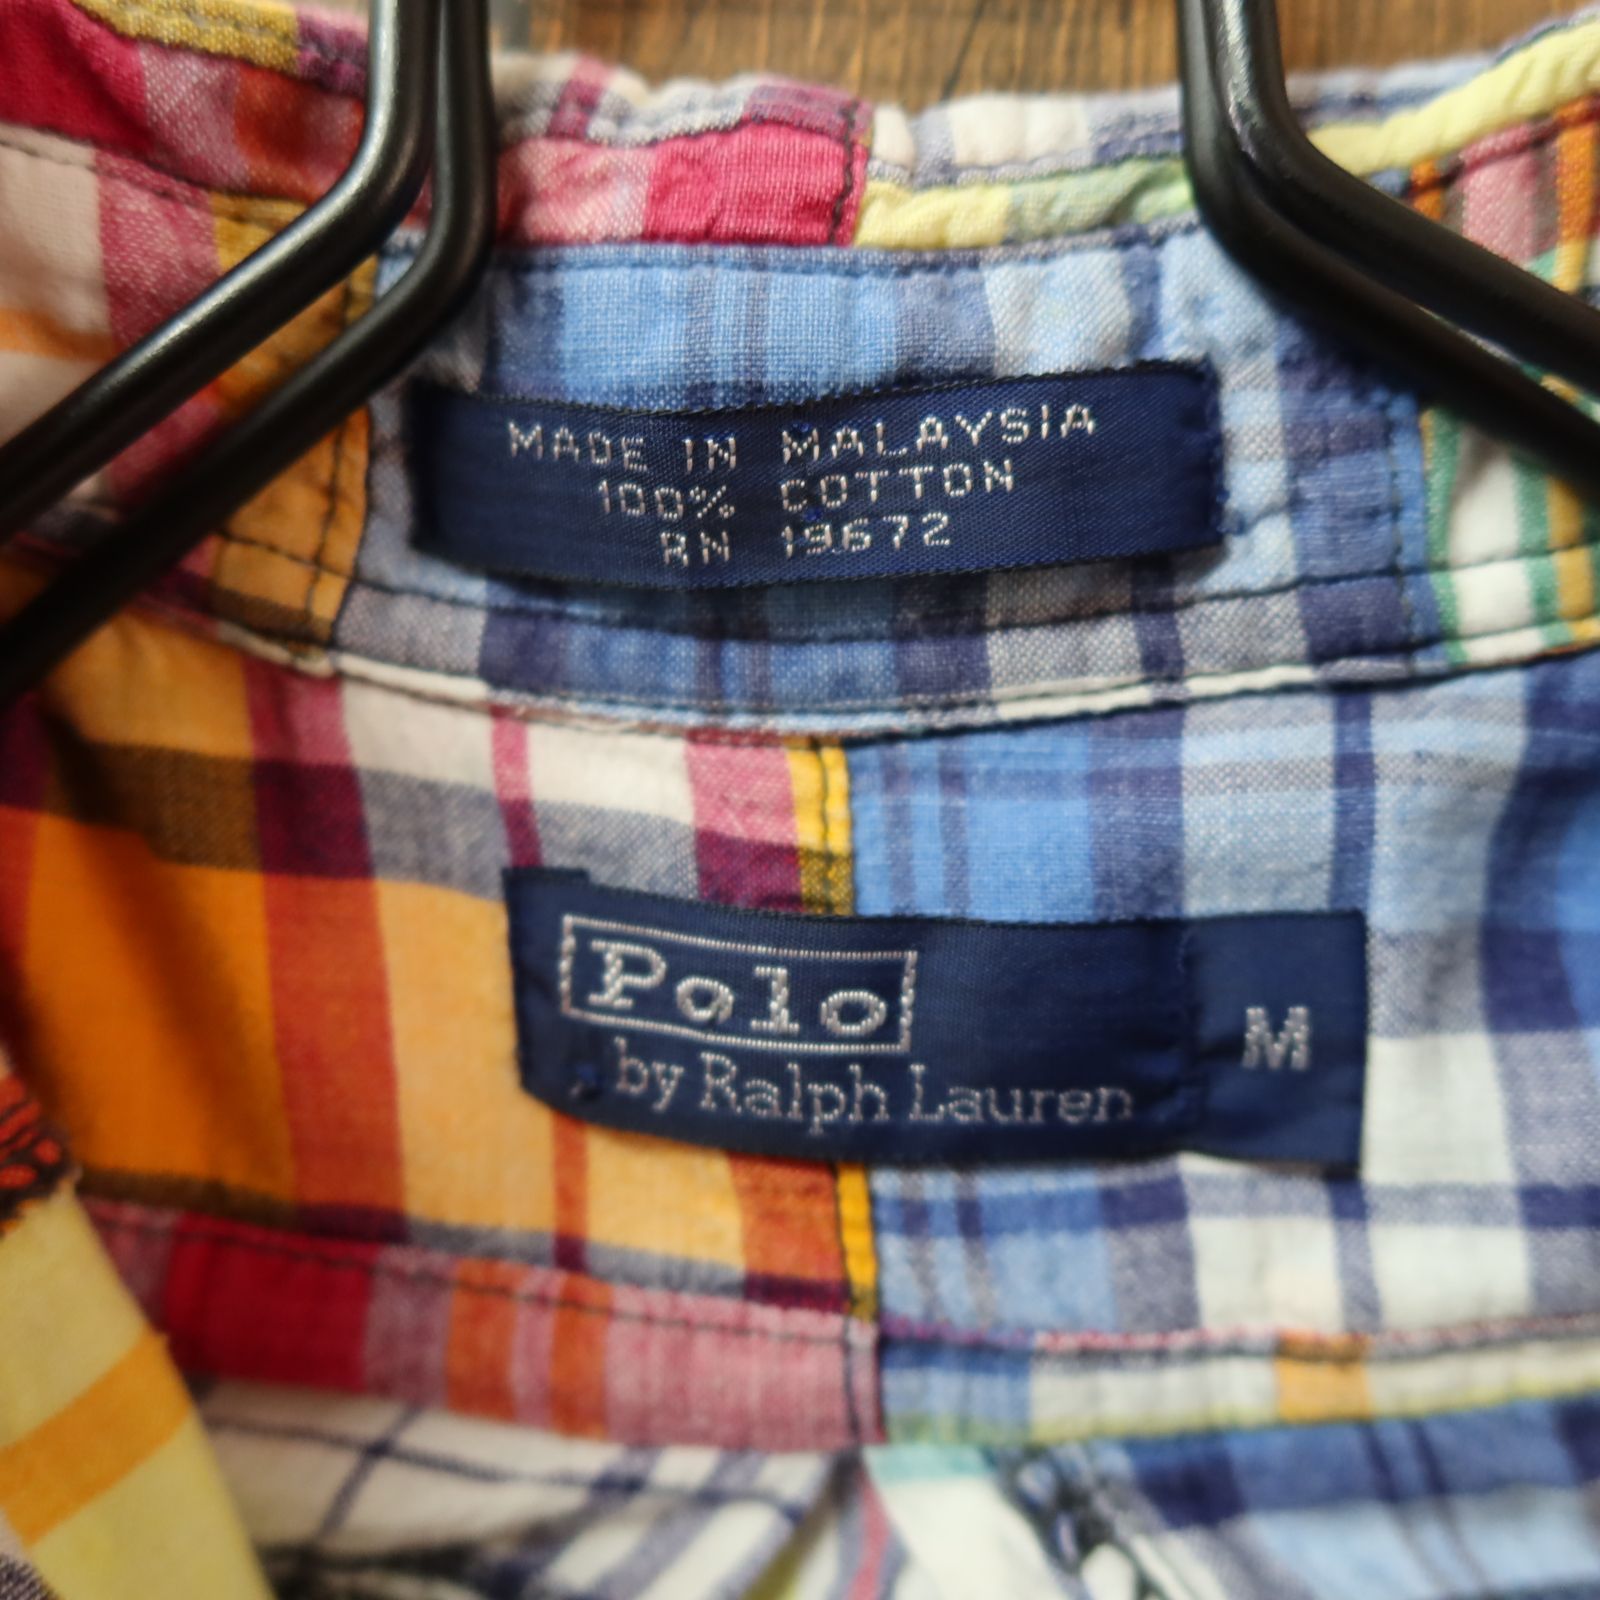 MADE IN MALAYSIA
100% COTTON
RN 19672
Polo
by Ralph Lauren
M